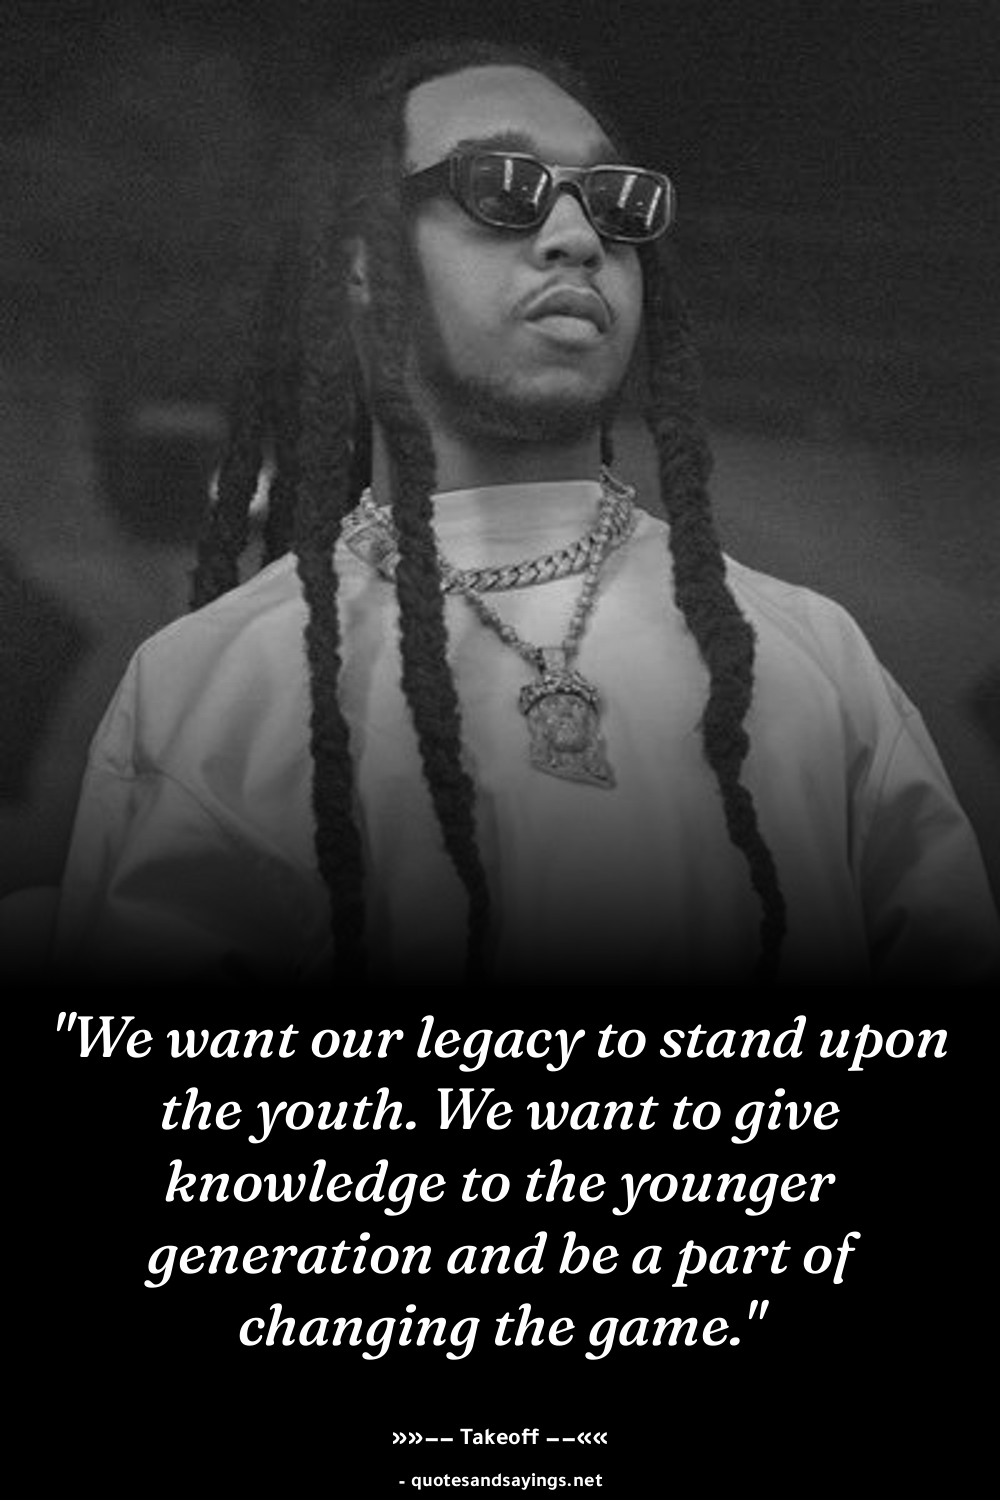 "We want our legacy to stand upon
the youth. We want to give
knowledge to the younger
generation and be a part of
changing the game."
»»–– Takeoff ––««
- quotesandsayings.net